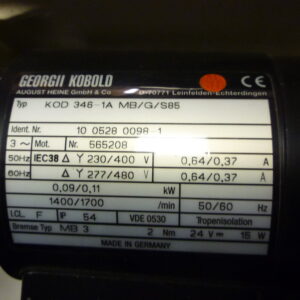 GEORGII KOBOLD
AUGUST HEINE GmbH & Co D-70771 Leinfelden-Echterdingen
CE
Typ KOD 346-1A MB/G/S85
Ident. Nr. 10 0528 0098-1
3 ~ Motor Nr. 565208
50Hz IEC38 Δ Y 230/400 V 0,64/0,37 A
60Hz Δ Y 277/480 V 0,64/0,37 A
0,09/0,11 kW
1400/1700 /min 50/60 Hz
I.CL. F IP 54 VDE 0530 Tropenisolation
Bremse Typ MB 3 2 Nm 24 V = 15 W
MADE IN GERMANY